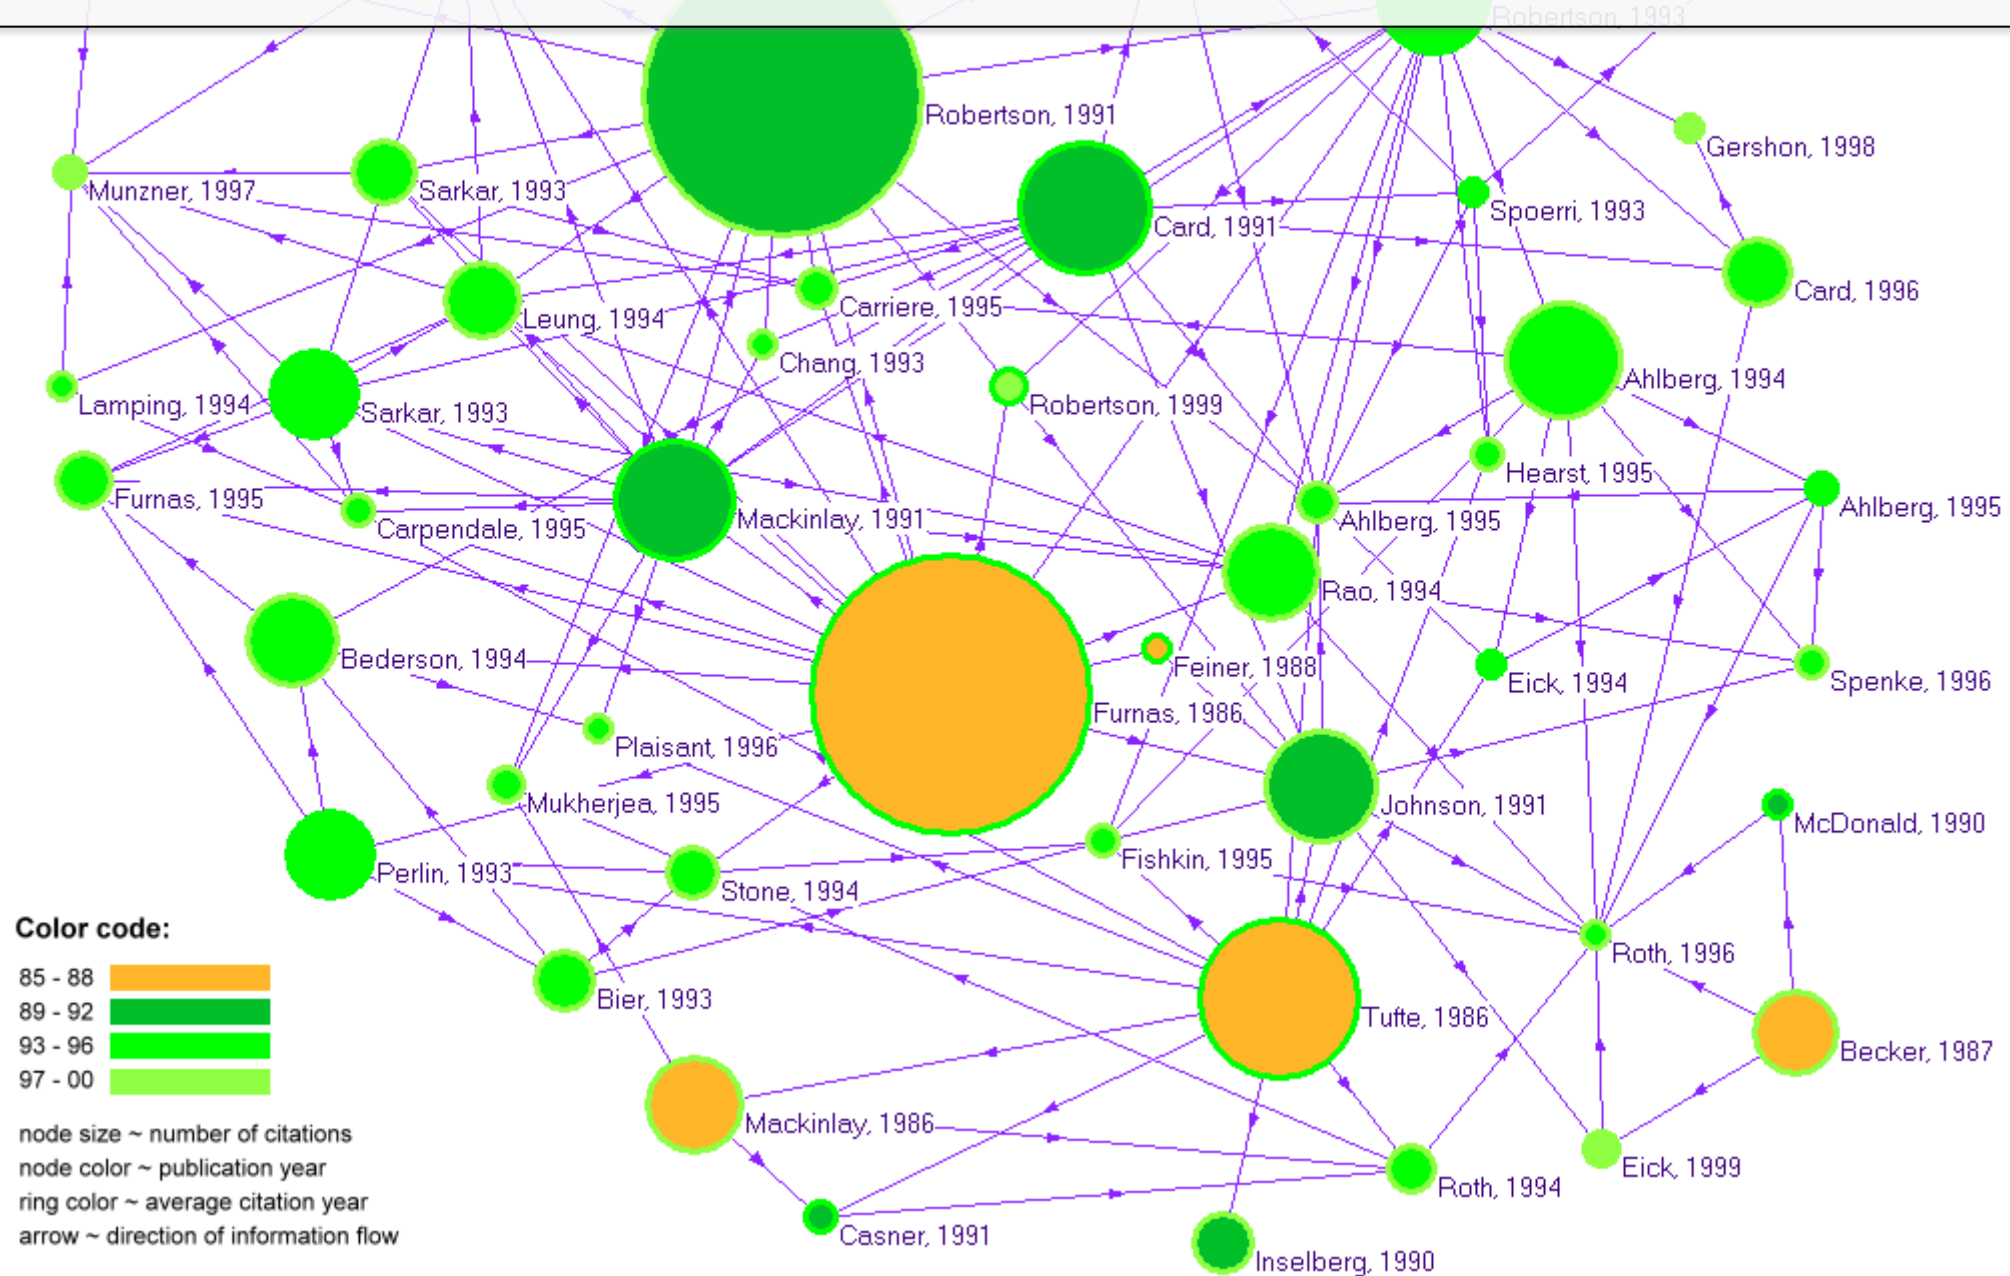 Robertson, 1993
Robertson, 1991
Gershon, 1998
Munzner, 1997
Sarkar, 1993
Spoerri, 1993
Card, 1991
Card, 1996
Carriere, 1995
Leung, 1994
Chang, 1993
Ahlberg, 1994
Lamping, 1994
Sarkar, 1993
Robertson, 1999
Furnas, 1995
Hearst, 1995
Ahlberg, 1995
Carpendale, 1995
Mackinlay, 1991
Ahlberg, 1995
Rao, 1994
Bederson, 1994
Feiner, 1988
Eick, 1994
Spenke, 1996
Furnas, 1986
Plaisant, 1996
Mukherjea, 1995
Johnson, 1991
McDonald, 1990
Fishkin, 1995
Perlin, 1993
Stone, 1994
Roth, 1996
Bier, 1993
Tufte, 1986
Becker, 1987
Mackinlay, 1986
Eick, 1999
Roth, 1994
Casner, 1991
Inselberg, 1990
Color code:
85 - 88
89 - 92
93 - 96
97 - 00
node size ~ number of citations
node color ~ publication year
ring color ~ average citation year
arrow ~ direction of information flow